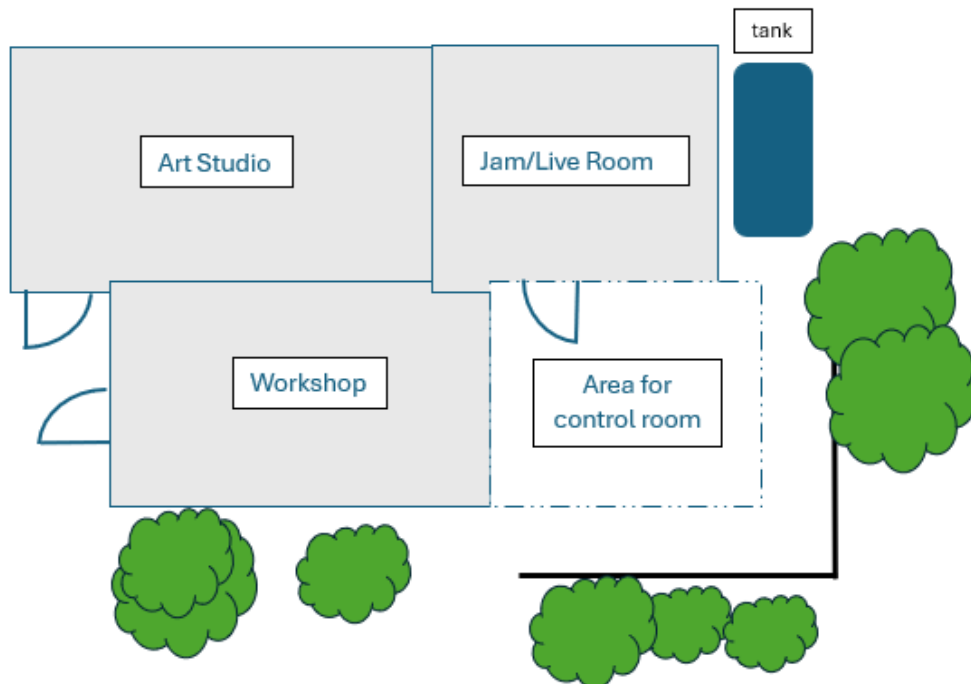 tank
Art Studio
Jam/Live Room
Workshop
Area for
control room